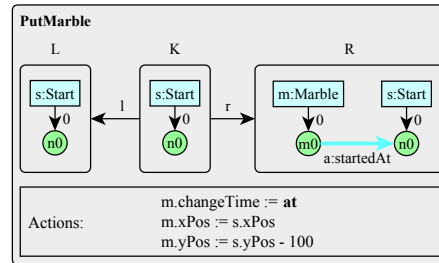 PutMarble
L K R
s:Start s:Start m:Marble s:Start
0 0 0 0
l r
n0 n0 m0 n0
a:startedAt
m.changeTime := at
Actions: m.xPos := s.xPos
m.yPos := s.yPos - 100